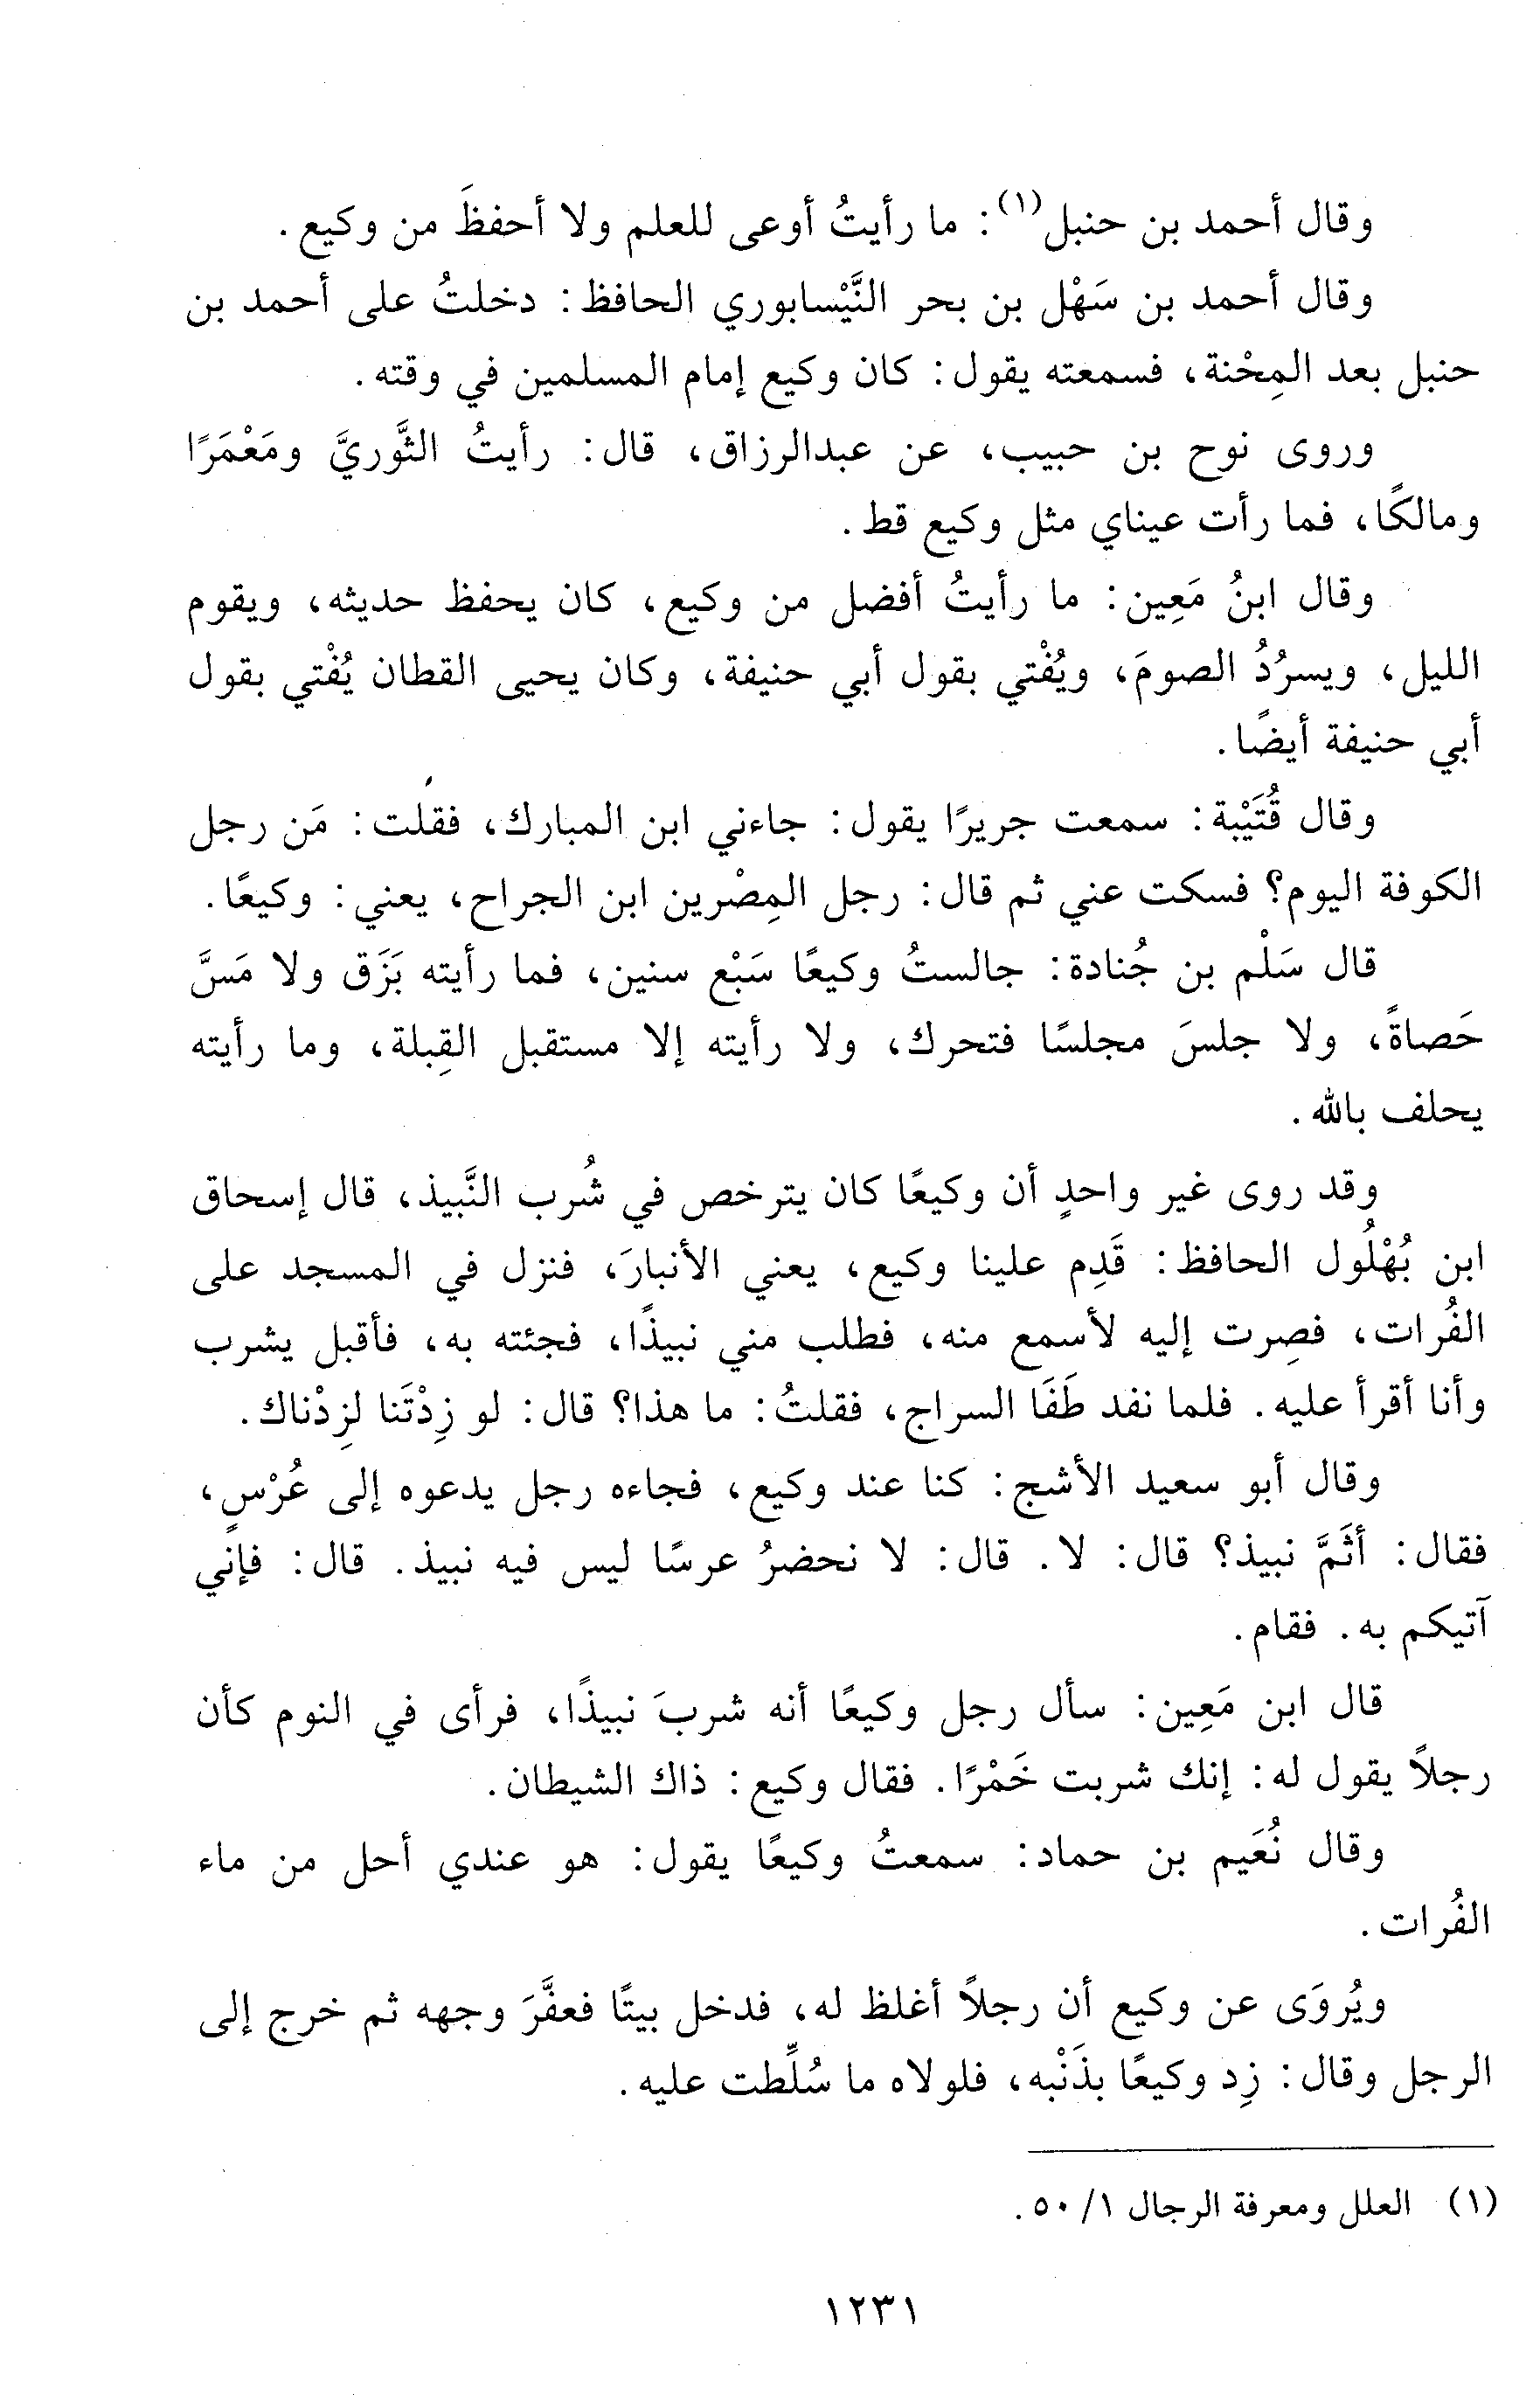 وقال أحمد بن حنبل(١): ما رأيتُ أوعى للعلم ولا أحفظَ من وكيع.
وقال أحمد بن سَهْل بن بحر النَّيْسابوري الحافظ: دخلتُ على أحمد بن
حنبل بعد المِحْنة، فسمعته يقول: كان وكيع إمام المسلمين في وقته.
وروى نوح بن حبيب، عن عبدالرزاق، قال: رأيتُ الثَّوريَّ ومَعْمَرًا
ومالكًا، فما رأت عيناي مثل وكيع قط.
وقال ابنُ مَعِين: ما رأيتُ أفضل من وكيع، كان يحفظ حديثه، ويقوم
الليل، ويسرُدُ الصومَ، ويُفْتي بقول أبي حنيفة، وكان يحيى القطان يُفْتي بقول
أبي حنيفة أيضًا.
وقال قُتَيْبة: سمعت جريرًا يقول: جاءني ابن المبارك، فقلت: مَن رجل
الكوفة اليوم؟ فسكت عني ثم قال: رجل المِصْرين ابن الجراح، يعني: وكيعًا.
قال سَلْم بن جُنادة: جالستُ وكيعًا سَبْع سنين، فما رأيته بَزَق ولا مَسَّ
حَصاةً، ولا جلسَ مجلسًا فتحرك، ولا رأيته إلا مستقبل القِبلة، وما رأيته
يحلف بالله.
وقد روى غير واحدٍ أن وكيعًا كان يترخص في شُرب النَّبيذ، قال إسحاق
ابن بُهْلُول الحافظ: قَدِم علينا وكيع، يعني الأنبارَ، فنزل في المسجد على
الفُرات، فصِرت إليه لأسمع منه، فطلب مني نبيذًا، فجئته به، فأقبل يشرب
وأنا أقرأ عليه. فلما نفد طَفَا السراج، فقلتُ: ما هذا؟ قال: لو زِدْتَنا لزِدْناك.
وقال أبو سعيد الأشج: كنا عند وكيع، فجاءه رجل يدعوه إلى عُرْسٍ،
فقال: أثَمَّ نبيذ؟ قال: لا. قال: لا نحضرُ عرسًا ليس فيه نبيذ. قال: فإني
آتيكم به. فقام.
قال ابن مَعِين: سأل رجل وكيعًا أنه شربَ نبيذًا، فرأى في النوم كأن
رجلاً يقول له: إنك شربت خَمْرًا. فقال وكيع: ذاك الشيطان.
وقال نُعَيم بن حماد: سمعتُ وكيعًا يقول: هو عندي أحل من ماء
الفُرات.
ويُروَى عن وكيع أن رجلاً أغلظ له، فدخل بيتًا فعفَّرَ وجهه ثم خرج إلى
الرجل وقال: زِد وكيعًا بذَنْبه، فلولاه ما سُلِّطت عليه.
(١) العلل ومعرفة الرجال ١/ ٥٠.
١٢٣١